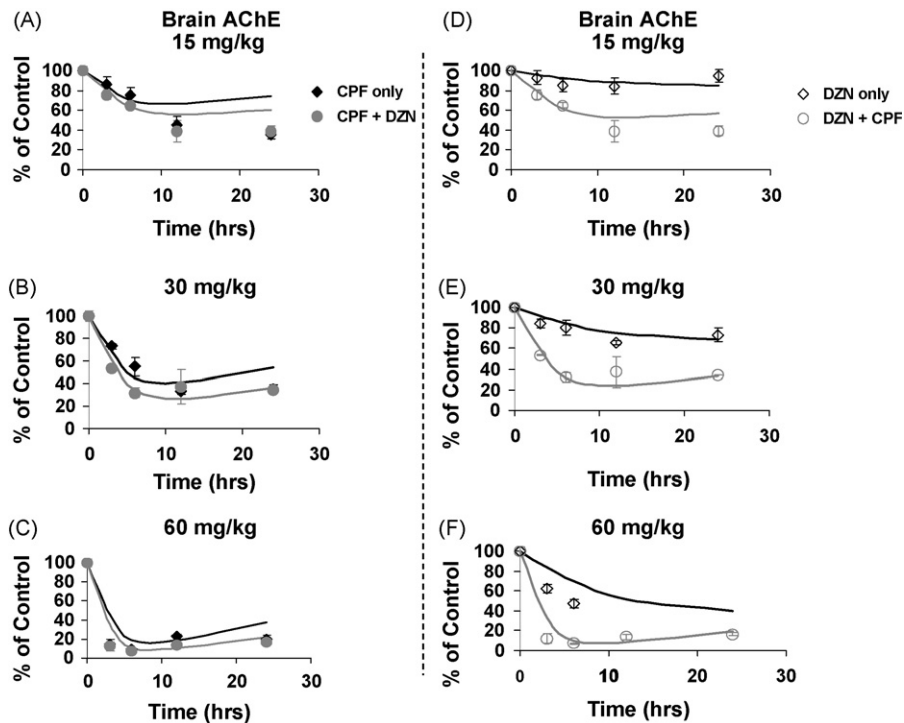 (A)
Brain AChE
15 mg/kg
% of Control
100
80
60
40
20
0
0 10 20 30
Time (hrs)
CPF only
CPF + DZN
(B)
30 mg/kg
% of Control
100
80
60
40
20
0
0 10 20 30
Time (hrs)
(C)
60 mg/kg
% of Control
100
80
60
40
20
0
0 10 20 30
Time (hrs)
(D)
Brain AChE
15 mg/kg
% of Control
100
80
60
40
20
0
0 10 20 30
Time (hrs)
DZN only
DZN + CPF
(E)
30 mg/kg
% of Control
100
80
60
40
20
0
0 10 20 30
Time (hrs)
(F)
60 mg/kg
% of Control
100
80
60
40
20
0
0 10 20 30
Time (hrs)